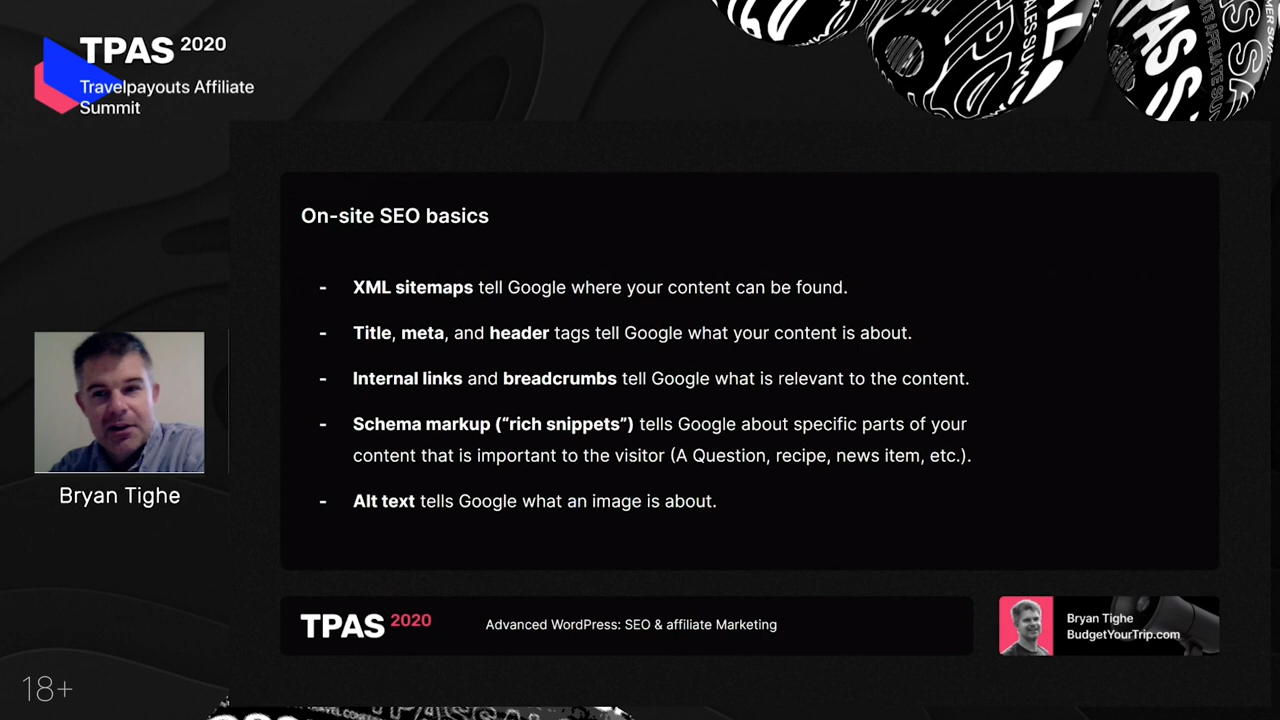 TPAS 2020
Travelpayouts Affiliate
Summit
On-site SEO basics
- XML sitemaps tell Google where your content can be found.
- Title, meta, and header tags tell Google what your content is about.
- Internal links and breadcrumbs tell Google what is relevant to the content.
- Schema markup (“rich snippets”) tells Google about specific parts of your
content that is important to the visitor (A Question, recipe, news item, etc.).
- Alt text tells Google what an image is about.
Bryan Tighe
TPAS 2020
Advanced WordPress: SEO & affiliate Marketing
Bryan Tighe
BudgetYourTrip.com
18+